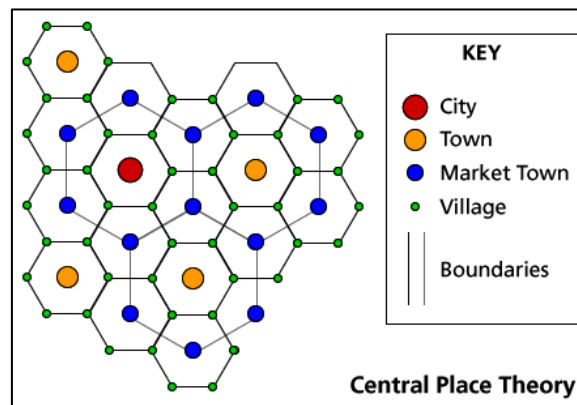 KEY
City
Town
Market Town
Village
Boundaries
Central Place Theory